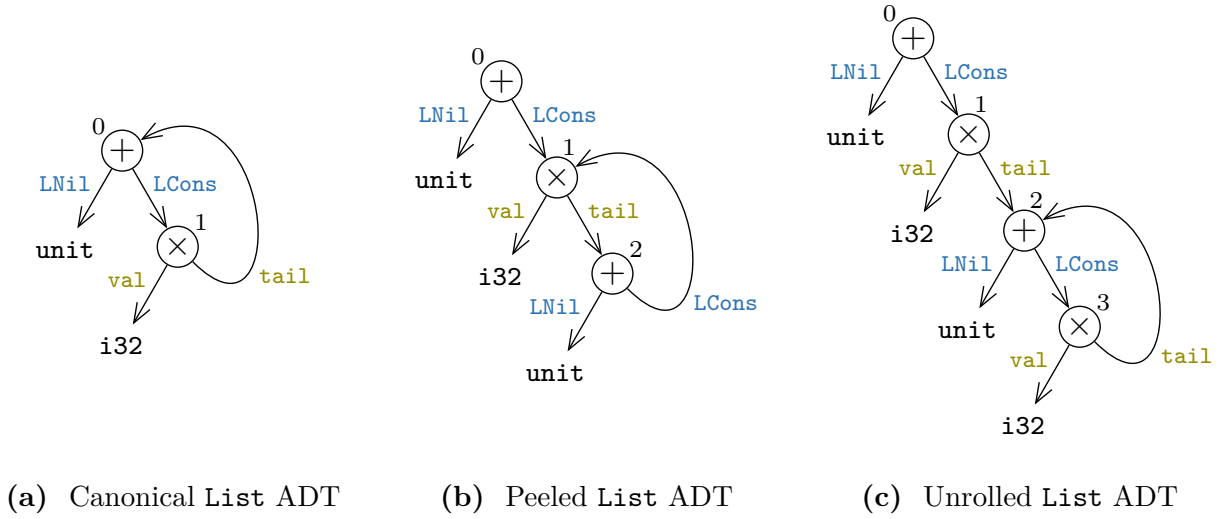 0
+
LNil LCons
unit
1
×
val tail
i32
(a) Canonical List ADT
0
+
LNil LCons
unit
1
×
val tail
i32
2
+
LNil LCons
unit
(b) Peeled List ADT
0
+
LNil LCons
unit
1
×
val tail
i32
2
+
LNil LCons
unit
3
×
val tail
i32
(c) Unrolled List ADT